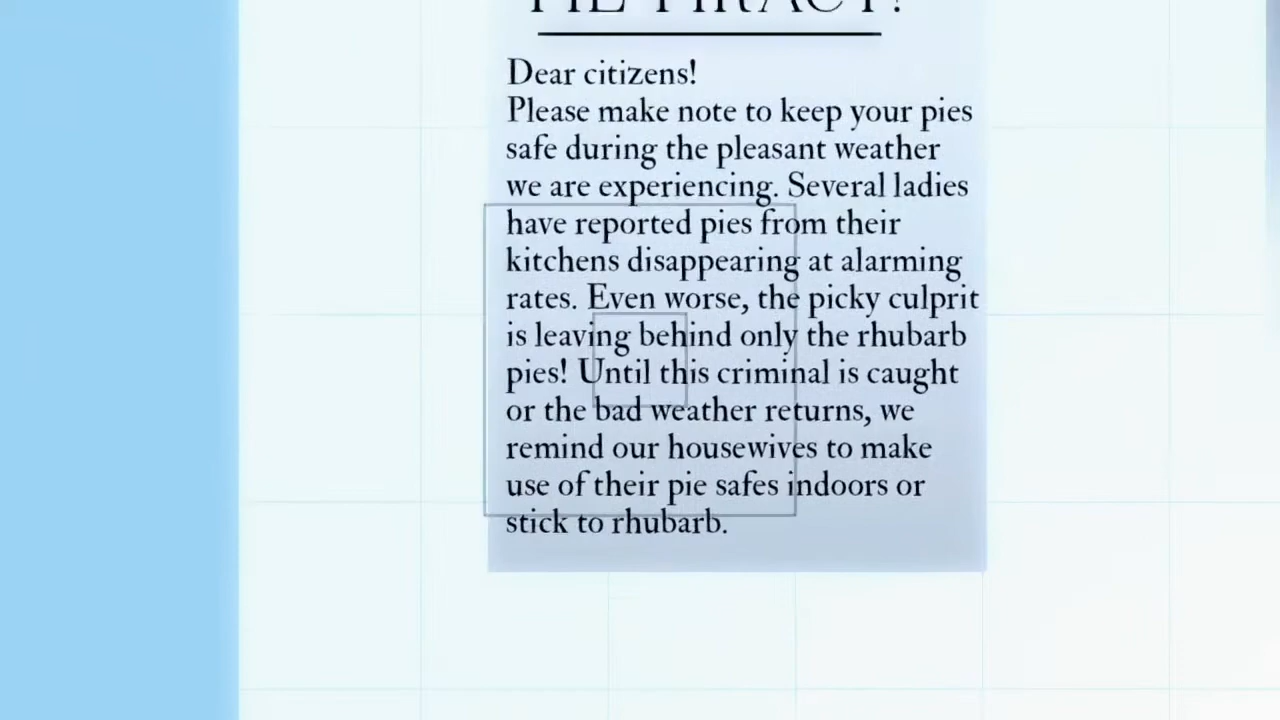 PIE PIRACY!
Dear citizens!
Please make note to keep your pies
safe during the pleasant weather
we are experiencing. Several ladies
have reported pies from their
kitchens disappearing at alarming
rates. Even worse, the picky culprit
is leaving behind only the rhubarb
pies! Until this criminal is caught
or the bad weather returns, we
remind our housewives to make
use of their pie safes indoors or
stick to rhubarb.